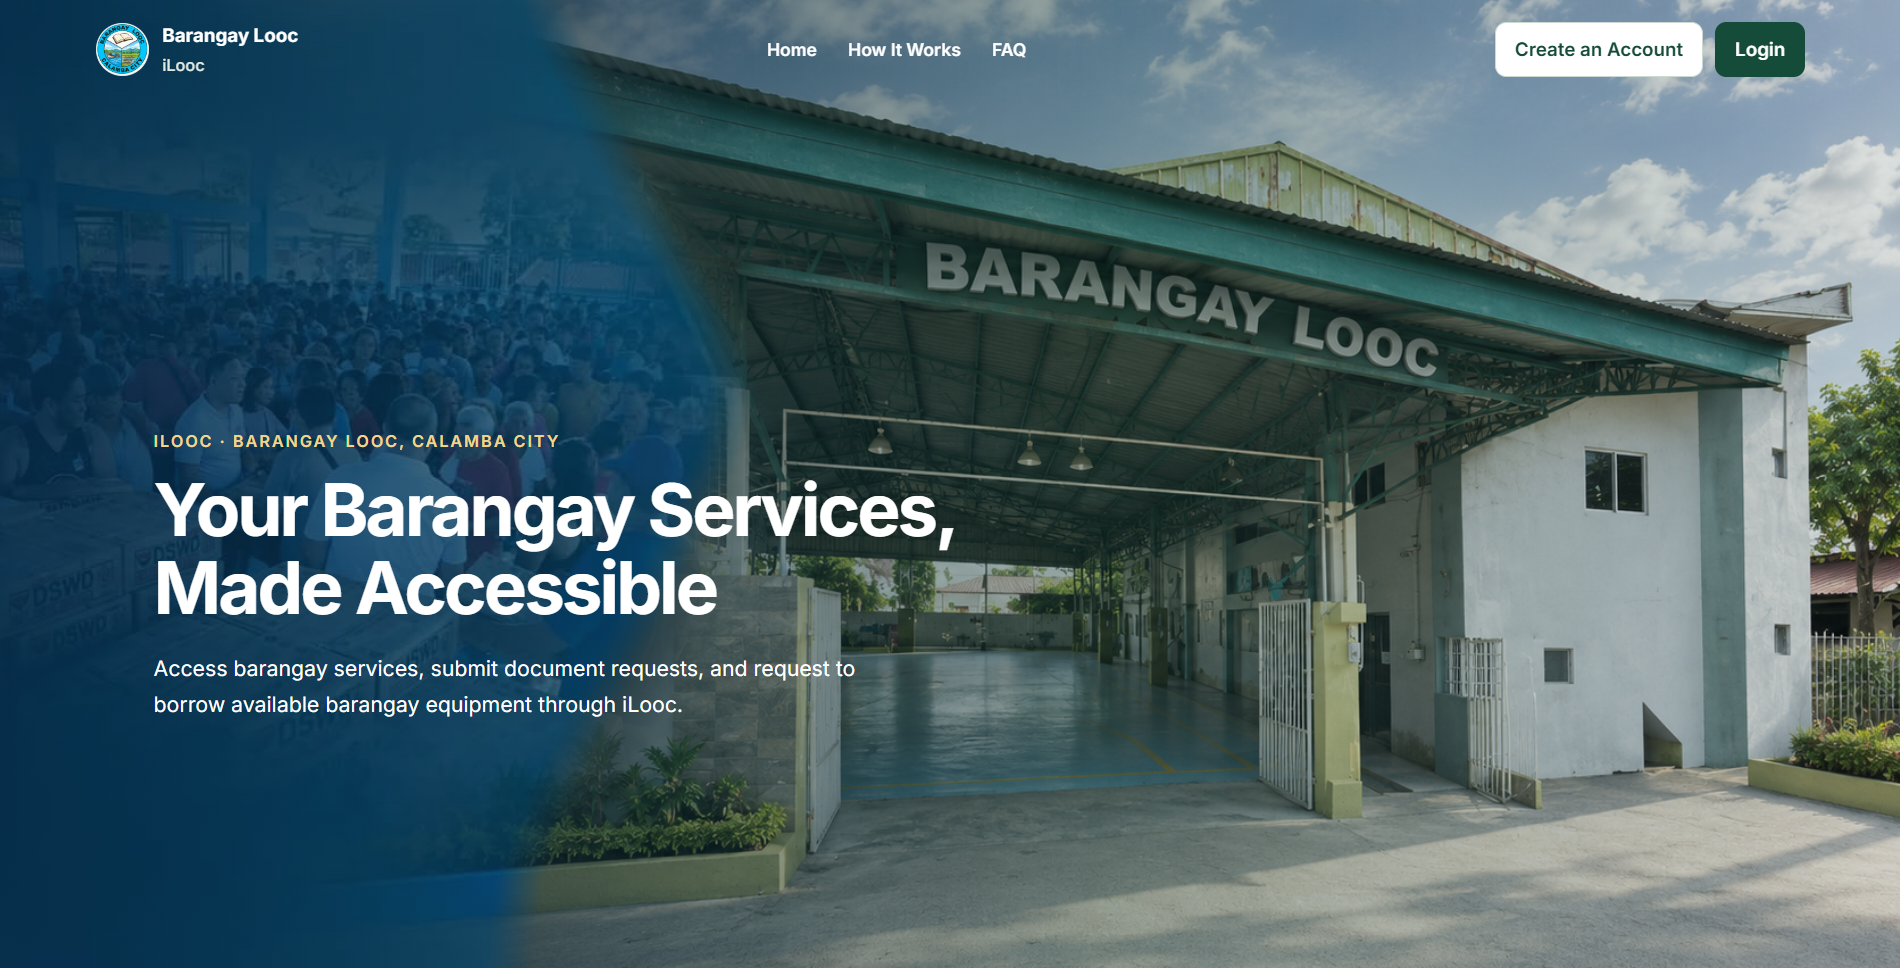 Barangay Looc
iLooc
Home
How It Works
FAQ
Create an Account
Login
BARANGAY LOOC
ILOOC · BARANGAY LOOC, CALAMBA CITY
Your Barangay Services,
Made Accessible
Access barangay services, submit document requests, and request to
borrow available barangay equipment through iLooc.
DSWD
DSWD
DSWD